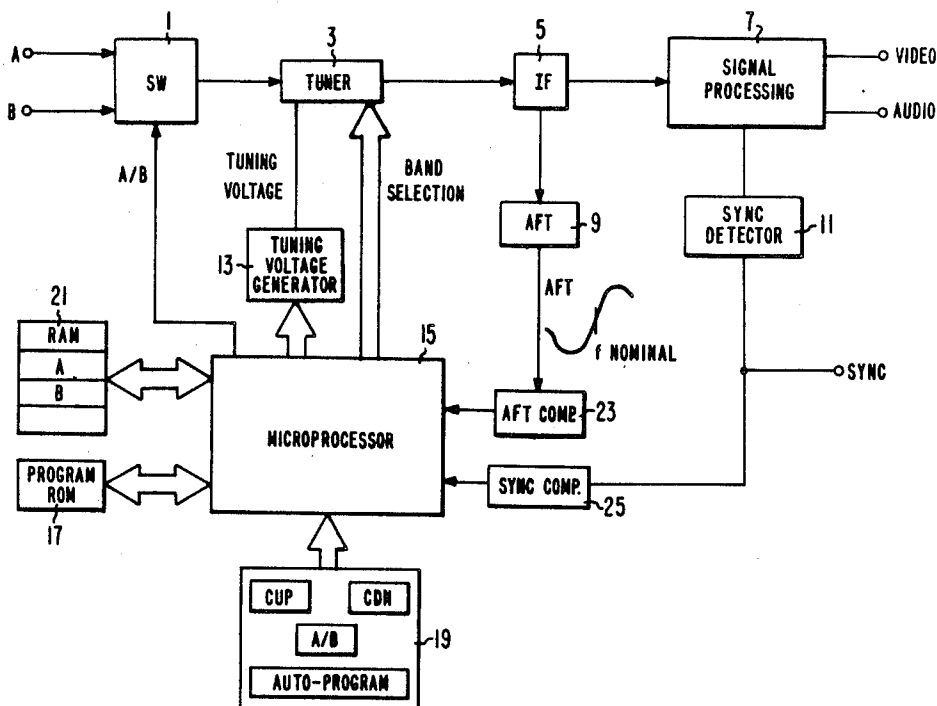 1
3
5
7
A
B
SW
TUNER
IF
SIGNAL
PROCESSING
VIDEO
AUDIO
A/B
TUNING
VOLTAGE
BAND
SELECTION
AFT
9
SYNC
DETECTOR
11
13
TUNING
VOLTAGE
GENERATOR
AFT
f NOMINAL
21
RAM
A
B
15
MICROPROCESSOR
SYNC
AFT COMP.
23
PROGRAM
ROM
17
SYNC COMP.
25
CUP
CDN
A/B
19
AUTO-PROGRAM